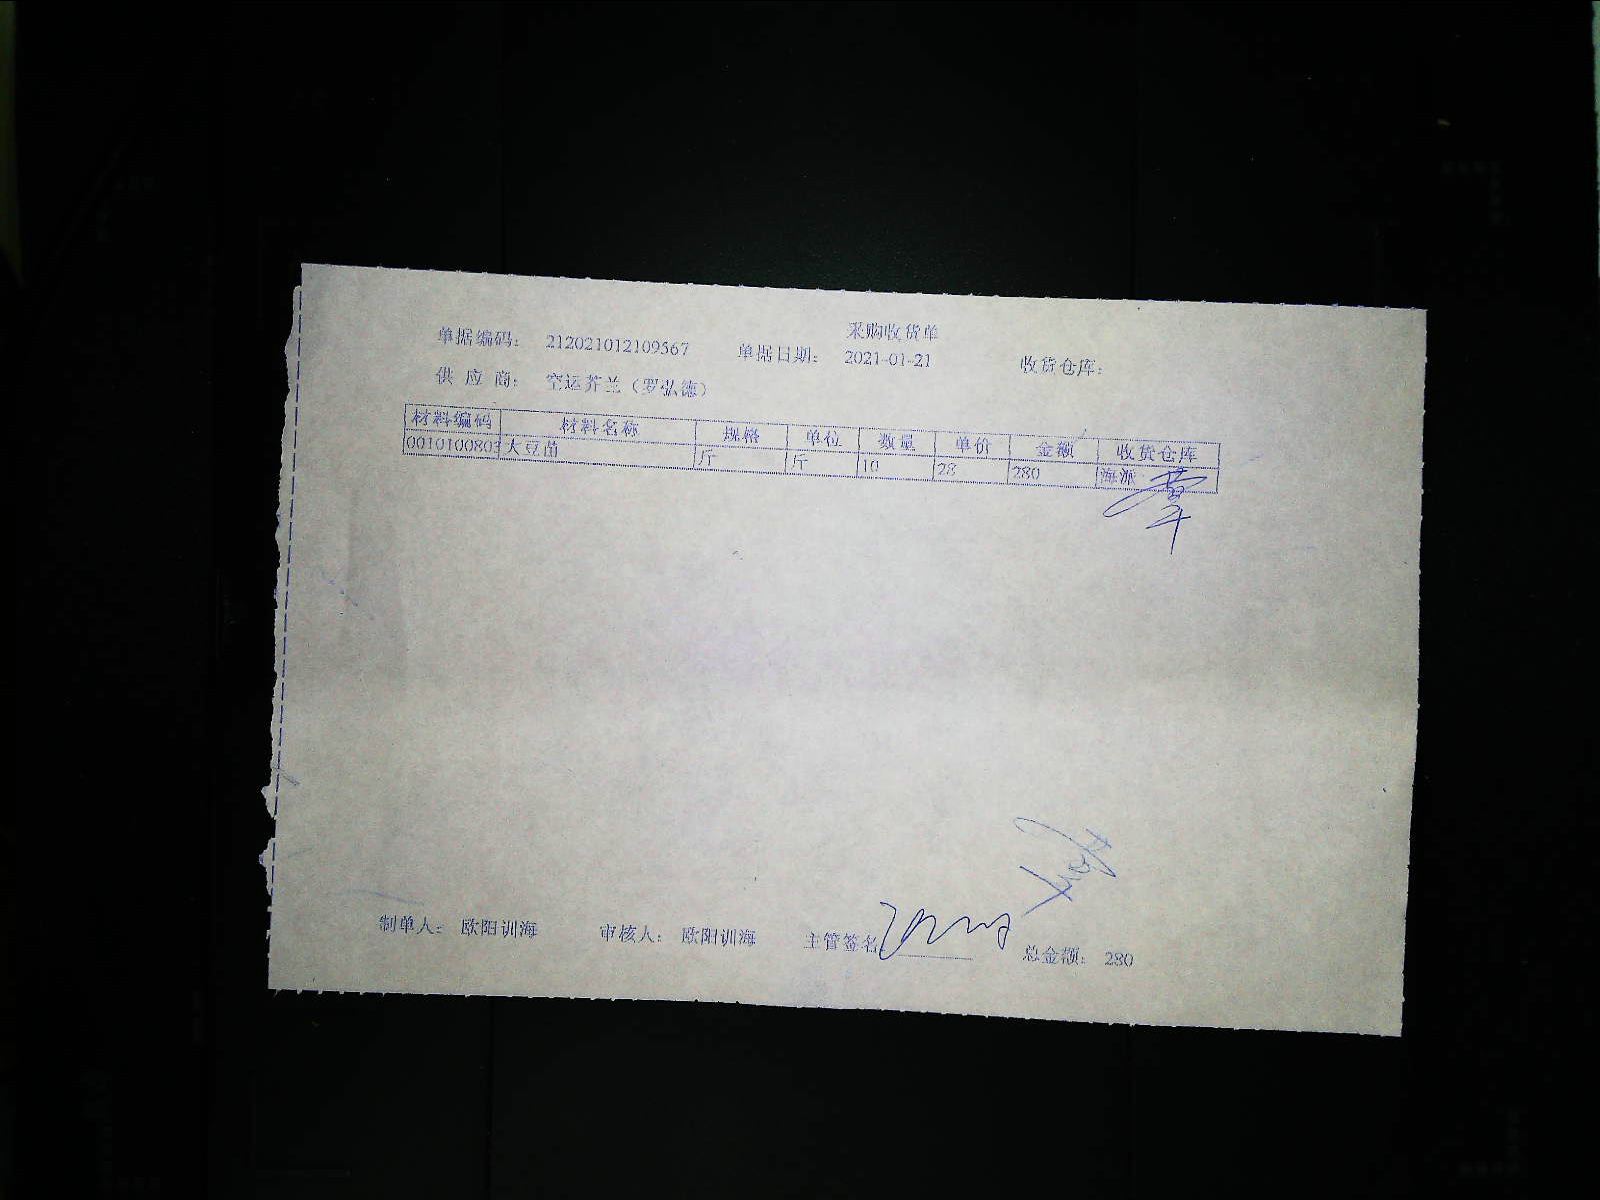 采购收货单
单据编码： 212021012109567 单据日期： 2021-01-21 收货仓库：
供 应 商： 空运芥兰（罗弘德）
材料编码 材料名称 规格 单位 数量 单价 金额 收货仓库
0010100803 大豆苗 斤 斤 10 28 280 海派
制单人： 欧阳训海 审核人： 欧阳训海 主管签名： 总金额： 280